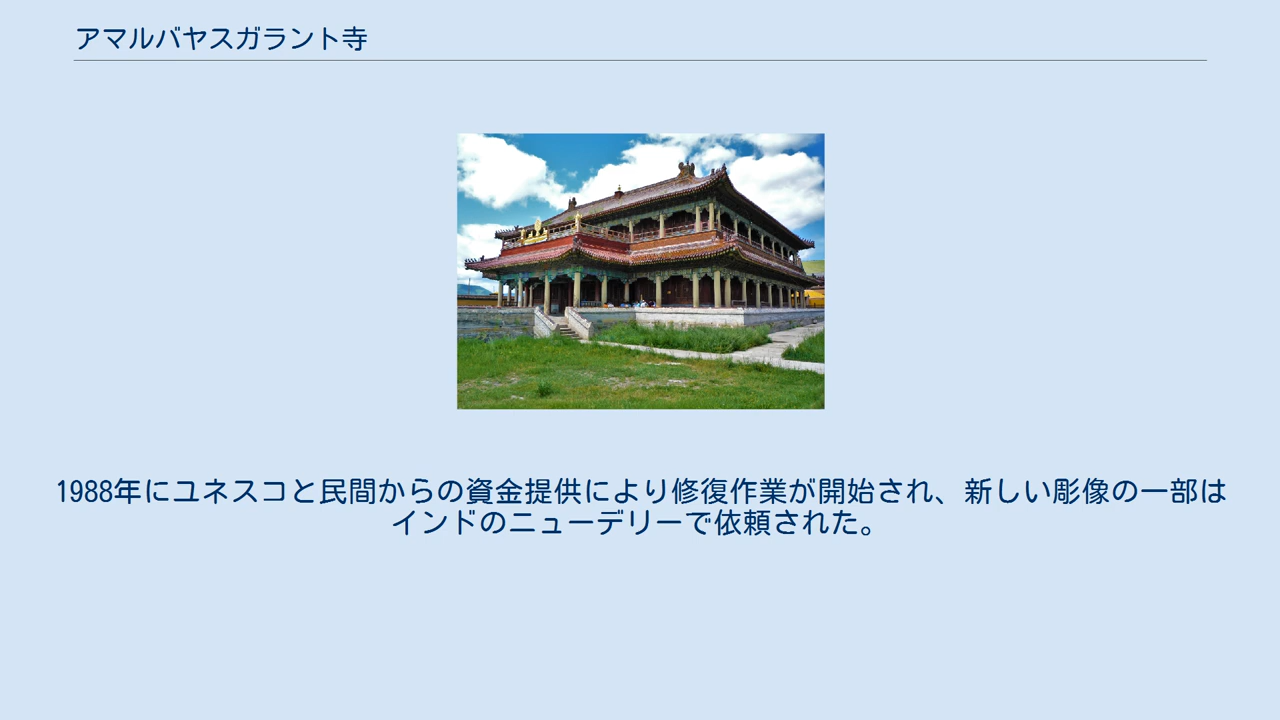 アマルバヤスガラント寺
1988年にユネスコと民間からの資金提供により修復作業が開始され、新しい彫像の一部は
インドのニューデリーで依頼された。